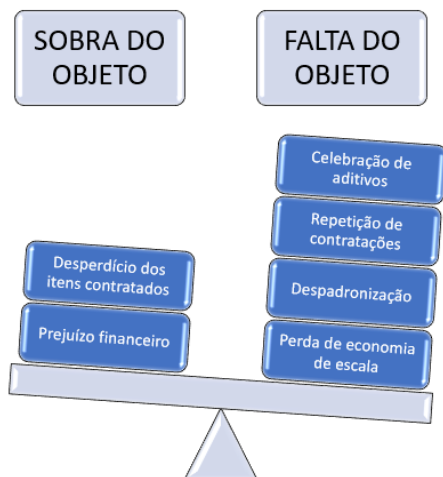 SOBRA DO
OBJETO
FALTA DO
OBJETO
Desperdício dos
itens contratados
Prejuízo financeiro
Celebração de
aditivos
Repetição de
contratações
Despadronização
Perda de economia
de escala